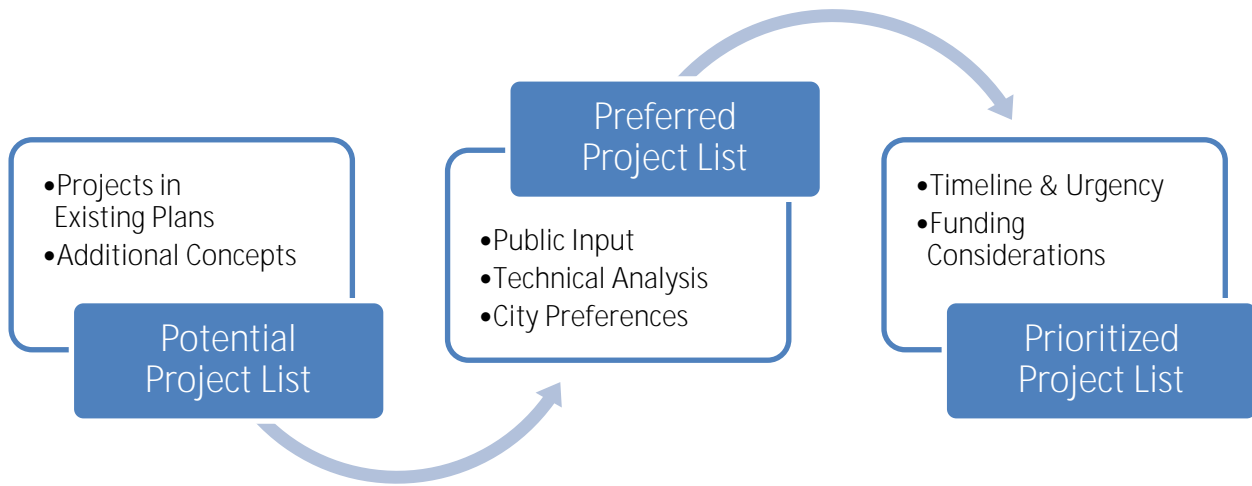 •Projects in
Existing Plans
•Additional Concepts
Potential
Project List
Preferred
Project List
•Public Input
•Technical Analysis
•City Preferences
•Timeline & Urgency
•Funding
Considerations
Prioritized
Project List